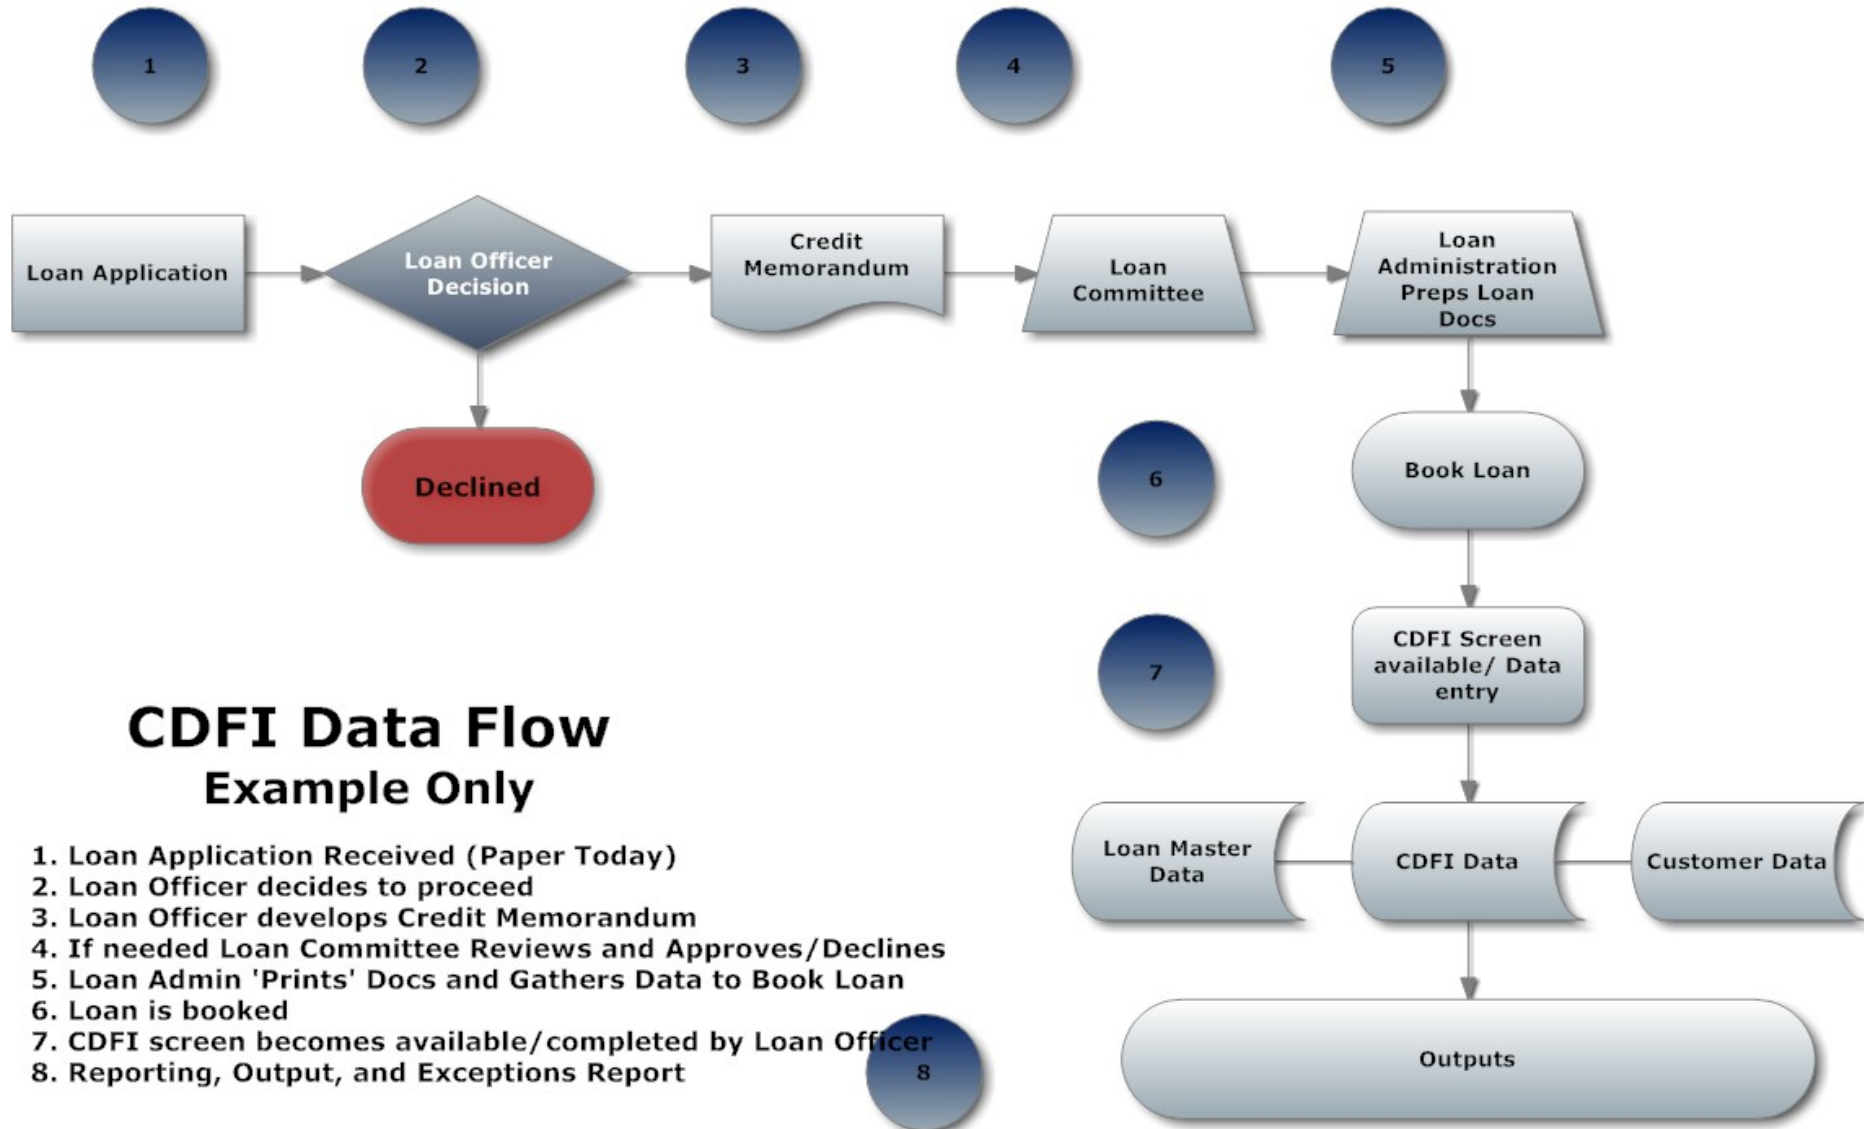 1
2
3
4
5
Loan Application
Loan Officer
Decision
Credit
Memorandum
Loan
Committee
Loan
Administration
Preps Loan
Docs
Declined
6
Book Loan
7
CDFI Screen
available/ Data
entry
CDFI Data Flow
Example Only
Loan Master
Data
CDFI Data
Customer Data
1. Loan Application Received (Paper Today)
2. Loan Officer decides to proceed
3. Loan Officer develops Credit Memorandum
4. If needed Loan Committee Reviews and Approves/Declines
5. Loan Admin 'Prints' Docs and Gathers Data to Book Loan
6. Loan is booked
7. CDFI screen becomes available/completed by Loan Officer
8. Reporting, Output, and Exceptions Report
8
Outputs